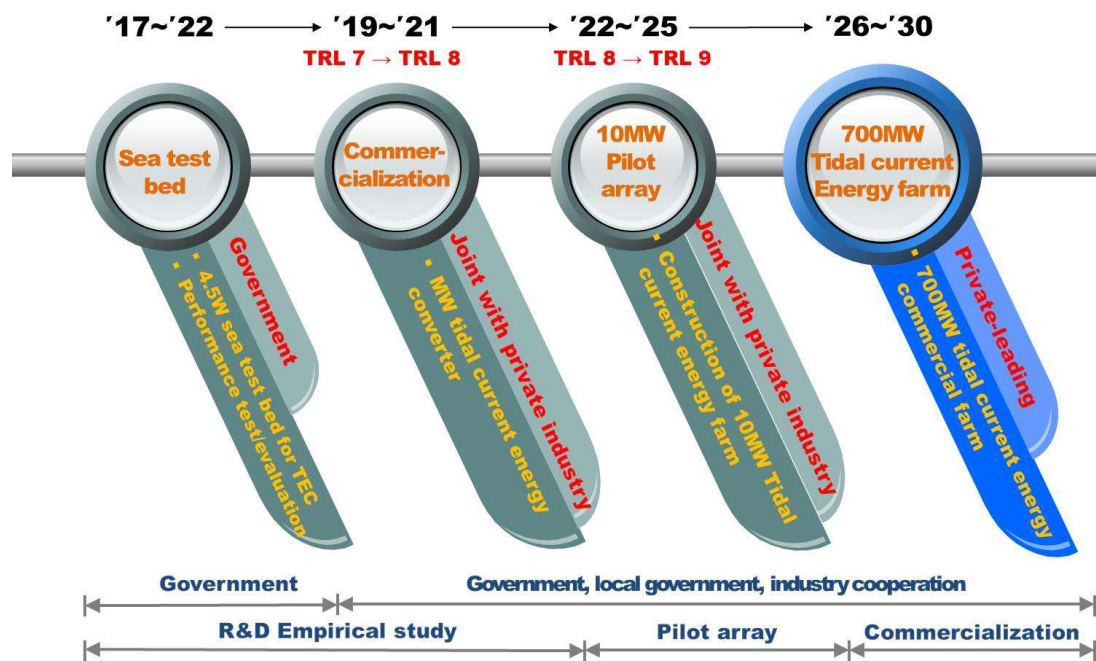 ’17~’22
’19~’21
’22~’25
’26~’30
TRL 7 → TRL 8
TRL 8 → TRL 9
Sea test
bed
Commer-
cialization
10MW
Pilot
array
700MW
Tidal current
Energy farm
Government
▪ 4.5W sea test bed for TEC
▪ Performance test/evaluation
Joint with private industry
▪ MW tidal current energy
converter
Joint with private industry
▪ Construction of 10MW Tidal
current energy farm
Private-leading
▪ 700MW tidal current energy
commercial farm
Government
Government, local government, industry cooperation
R&D Empirical study
Pilot array
Commercialization